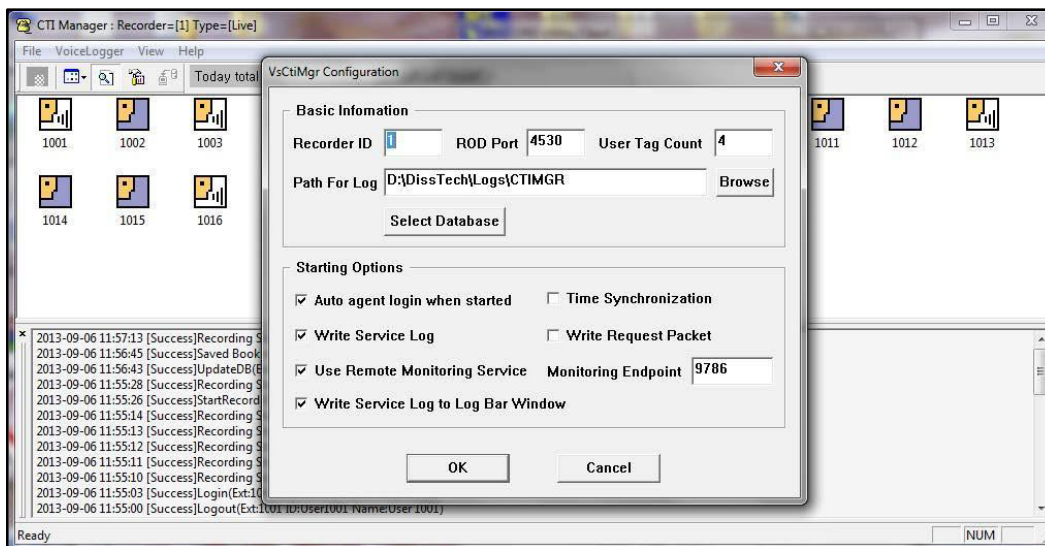 CTI Manager : Recorder=[1] Type=[Live]
File VoiceLogger View Help
Today total
1001 1002 1003 1011 1012 1013
1014 1015 1016
VsCtiMgr Configuration
Basic Infomation
Recorder ID 1 ROD Port 4530 User Tag Count 4
Path For Log D:\DissTech\Logs\CTIMGR Browse
Select Database
Starting Options
Auto agent login when started Time Synchronization
Write Service Log Write Request Packet
Use Remote Monitoring Service Monitoring Endpoint 9786
Write Service Log to Log Bar Window
OK Cancel
2013-09-06 11:57:13 [Success]Recording S
2013-09-06 11:56:45 [Success]Saved Book
2013-09-06 11:56:43 [Success]UpdateDB(E
2013-09-06 11:55:28 [Success]Recording S
2013-09-06 11:55:26 [Success]StartRecord
2013-09-06 11:55:14 [Success]Recording S
2013-09-06 11:55:13 [Success]Recording S
2013-09-06 11:55:12 [Success]Recording S
2013-09-06 11:55:11 [Success]Recording S
2013-09-06 11:55:10 [Success]Recording S
2013-09-06 11:55:03 [Success]Login(Ext:10
2013-09-06 11:55:00 [Success]Logout(Ext:1001 ID:User1001 Name:User 1001)
Ready NUM